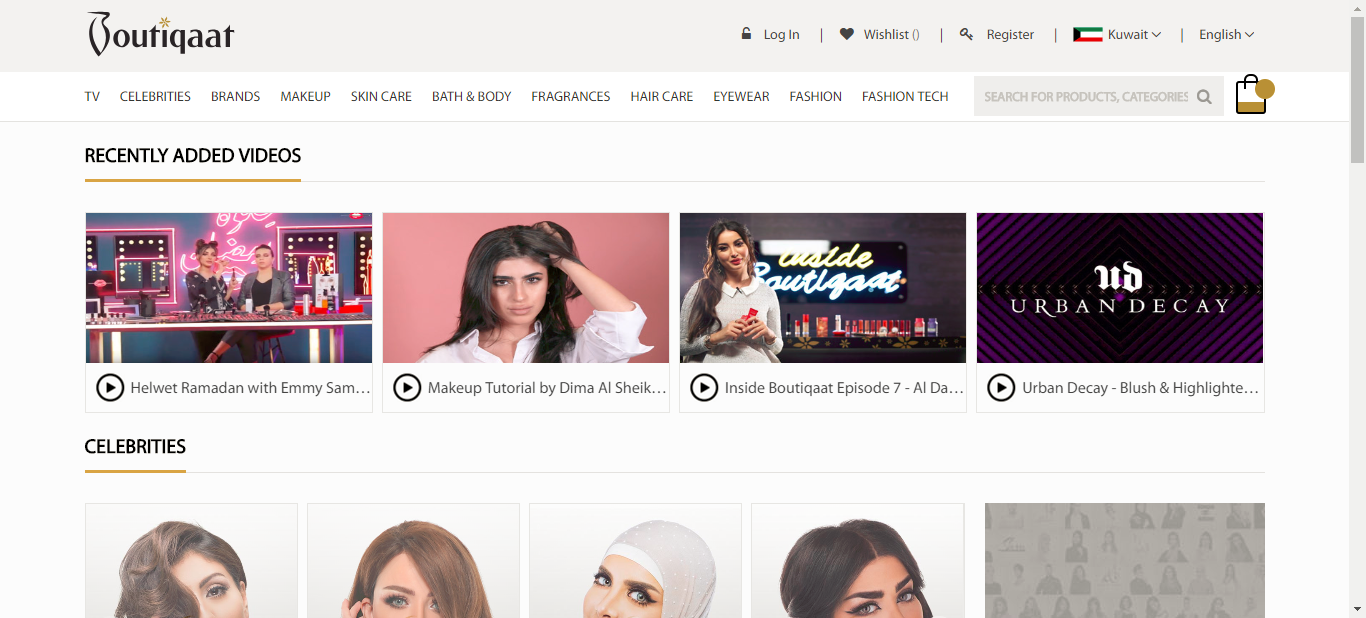 Boutiqaat
Log In | Wishlist () | Register | Kuwait | English
TV CELEBRITIES BRANDS MAKEUP SKIN CARE BATH & BODY FRAGRANCES HAIR CARE EYEWEAR FASHION FASHION TECH SEARCH FOR PRODUCTS, CATEGORIES
RECENTLY ADDED VIDEOS
inside
Boutiqaat
ud
URBAN DECAY
Helwet Ramadan with Emmy Sam...
Makeup Tutorial by Dima Al Sheik...
Inside Boutiqaat Episode 7 - Al Da...
Urban Decay - Blush & Highlighte...
CELEBRITIES